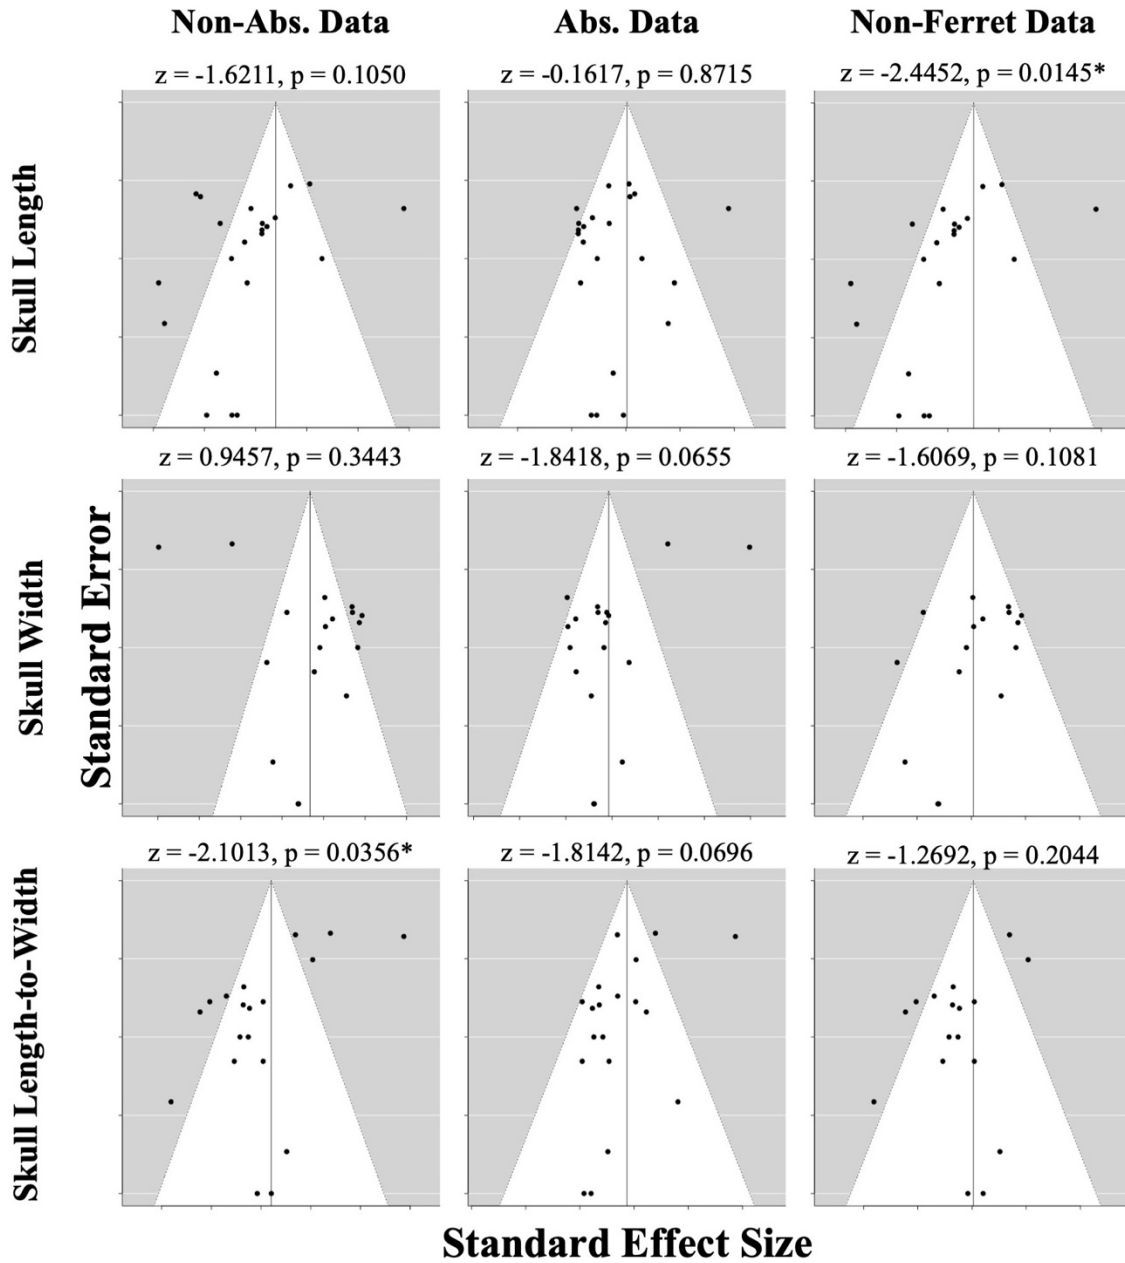 Non-Abs. Data Abs. Data Non-Ferret Data
z = -1.6211, p = 0.1050 z = -0.1617, p = 0.8715 z = -2.4452, p = 0.0145*
Skull Length
z = 0.9457, p = 0.3443 z = -1.8418, p = 0.0655 z = -1.6069, p = 0.1081
Skull Width
Standard Error
z = -2.1013, p = 0.0356* z = -1.8142, p = 0.0696 z = -1.2692, p = 0.2044
Skull Length-to-Width
Standard Effect Size